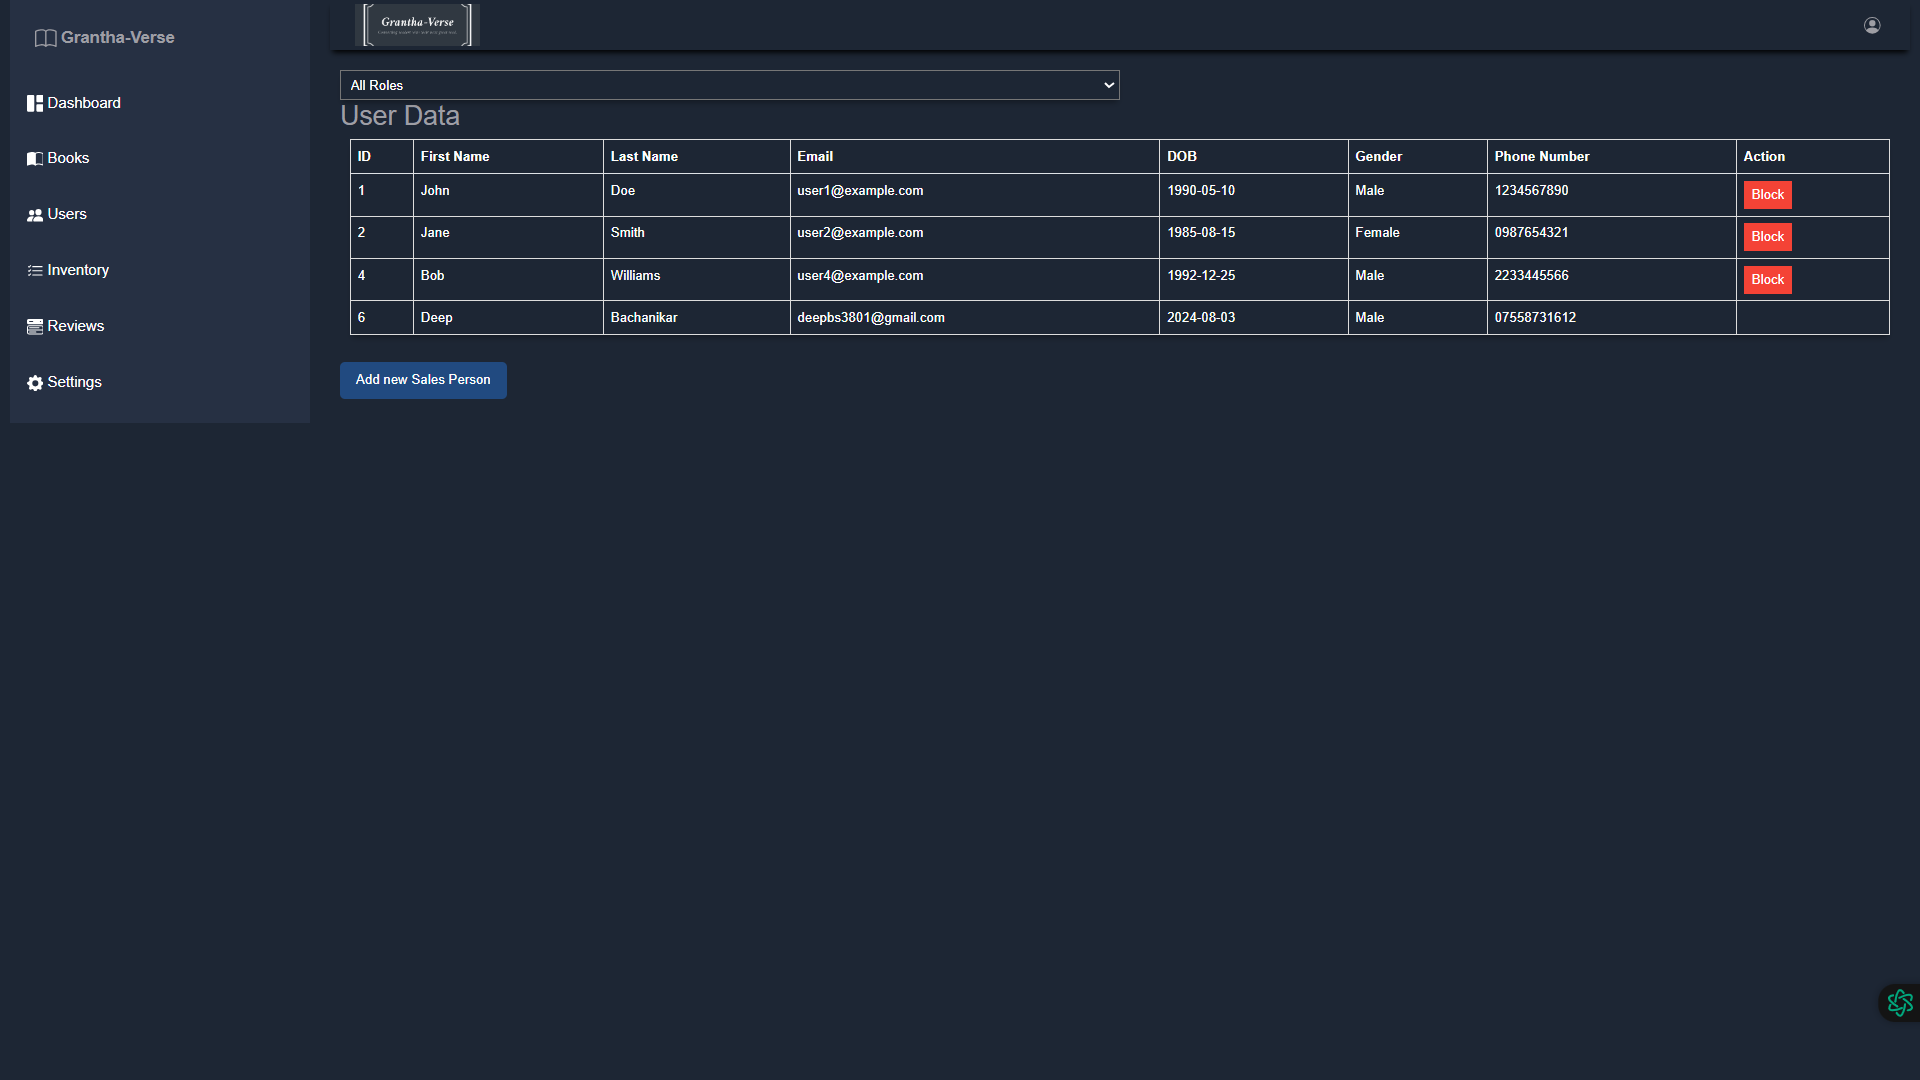 Grantha-Verse
Dashboard
Books
Users
Inventory
Reviews
Settings
Grantha-Verse
All Roles
User Data
ID First Name Last Name Email DOB Gender Phone Number Action
1 John Doe user1@example.com 1990-05-10 Male 1234567890 Block
2 Jane Smith user2@example.com 1985-08-15 Female 0987654321 Block
4 Bob Williams user4@example.com 1992-12-25 Male 2233445566 Block
6 Deep Bachanikar deepbs3801@gmail.com 2024-08-03 Male 07558731612
Add new Sales Person